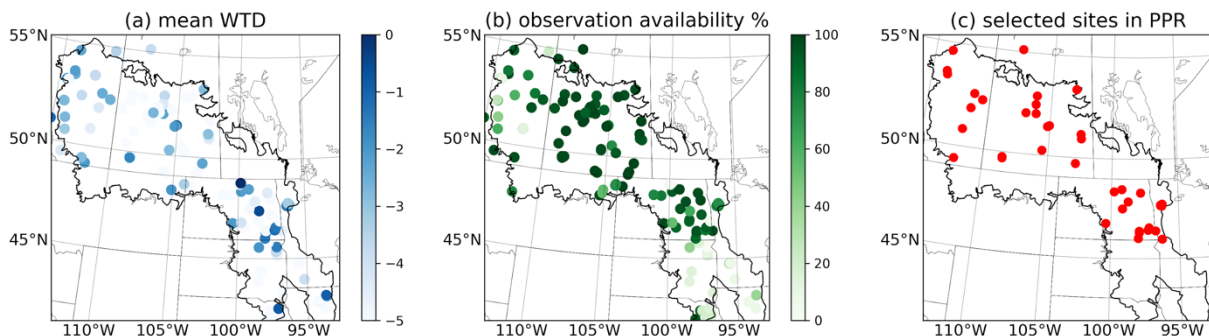 (a) mean WTD
55°N
50°N
45°N
110°W 105°W 100°W 95°W
0
−1
−2
−3
−4
−5
(b) observation availability %
55°N
50°N
45°N
110°W 105°W 100°W 95°W
100
80
60
40
20
0
(c) selected sites in PPR
55°N
50°N
45°N
110°W 105°W 100°W 95°W